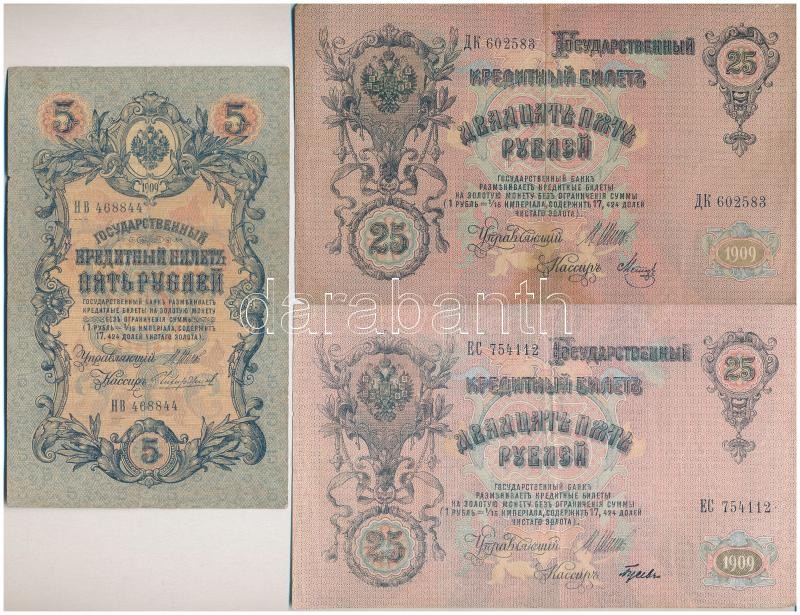 5
5
1909
НВ 468844
ГОСУДАРСТВЕННЫЙ
КРЕДИТНЫЙ БИЛЕТЪ
ПЯТЬ РУБЛЕЙ
ГОСУДАРСТВЕННЫЙ БАНКЪ РАЗМѢНИВАЕТЪ
КРЕДИТНЫЕ БИЛЕТЫ НА ЗОЛОТУЮ МОНЕТУ
БЕЗЪ ОГРАНИЧЕНІЯ СУММЫ
(1 РУБЛЬ = 1/15 ИМПЕРІАЛА, СОДЕРЖИТЪ
17,424 ДОЛЕЙ ЧИСТАГО ЗОЛОТА).
Управляющій
Кассиръ
НВ 468844
5
ДК 602583
ГОСУДАРСТВЕННЫЙ
25
КРЕДИТНЫЙ БИЛЕТЪ
ДВАДЦАТЬ ПЯТЬ
РУБЛЕЙ
ГОСУДАРСТВЕННЫЙ БАНКЪ
РАЗМѢНИВАЕТЪ КРЕДИТНЫЕ БИЛЕТЫ
НА ЗОЛОТУЮ МОНЕТУ БЕЗЪ ОГРАНИЧЕНІЯ СУММЫ
(1 РУБЛЬ = 1/15 ИМПЕРІАЛА, СОДЕРЖИТЪ 17,424 ДОЛЕЙ
ЧИСТАГО ЗОЛОТА).
ДК 602583
25
Управляющій
1909
Кассиръ
darabanth
ЕС 754112
ГОСУДАРСТВЕННЫЙ
25
КРЕДИТНЫЙ БИЛЕТЪ
ДВАДЦАТЬ ПЯТЬ
РУБЛЕЙ
ГОСУДАРСТВЕННЫЙ БАНКЪ
РАЗМѢНИВАЕТЪ КРЕДИТНЫЕ БИЛЕТЫ
НА ЗОЛОТУЮ МОНЕТУ БЕЗЪ ОГРАНИЧЕНІЯ СУММЫ
(1 РУБЛЬ = 1/15 ИМПЕРІАЛА, СОДЕРЖИТЪ 17,424 ДОЛЕЙ
ЧИСТАГО ЗОЛОТА).
ЕС 754112
25
Управляющій
1909
Кассиръ